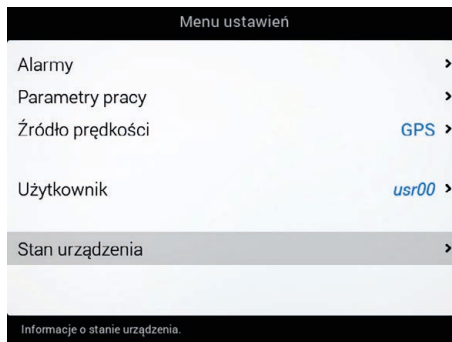 Menu ustawień
Alarmy
Parametry pracy
Źródło prędkości GPS
Użytkownik usr00
Stan urządzenia
Informacje o stanie urządzenia.